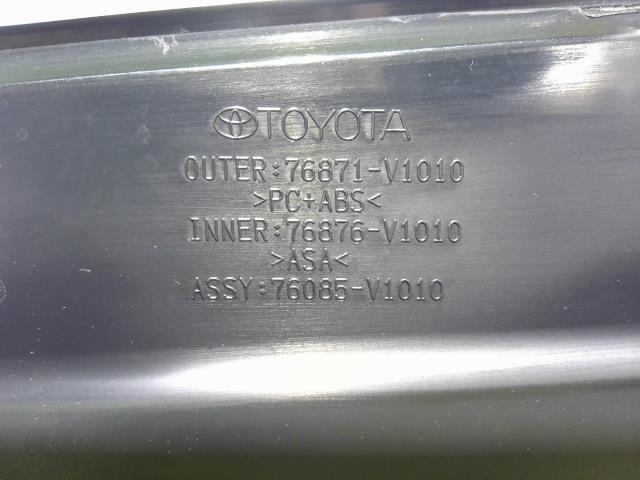 TOYOTA
OUTER:76871-V1010
>PC+ABS<
INNER:76876-V1010
>ASA<
ASSY:76085-V1010